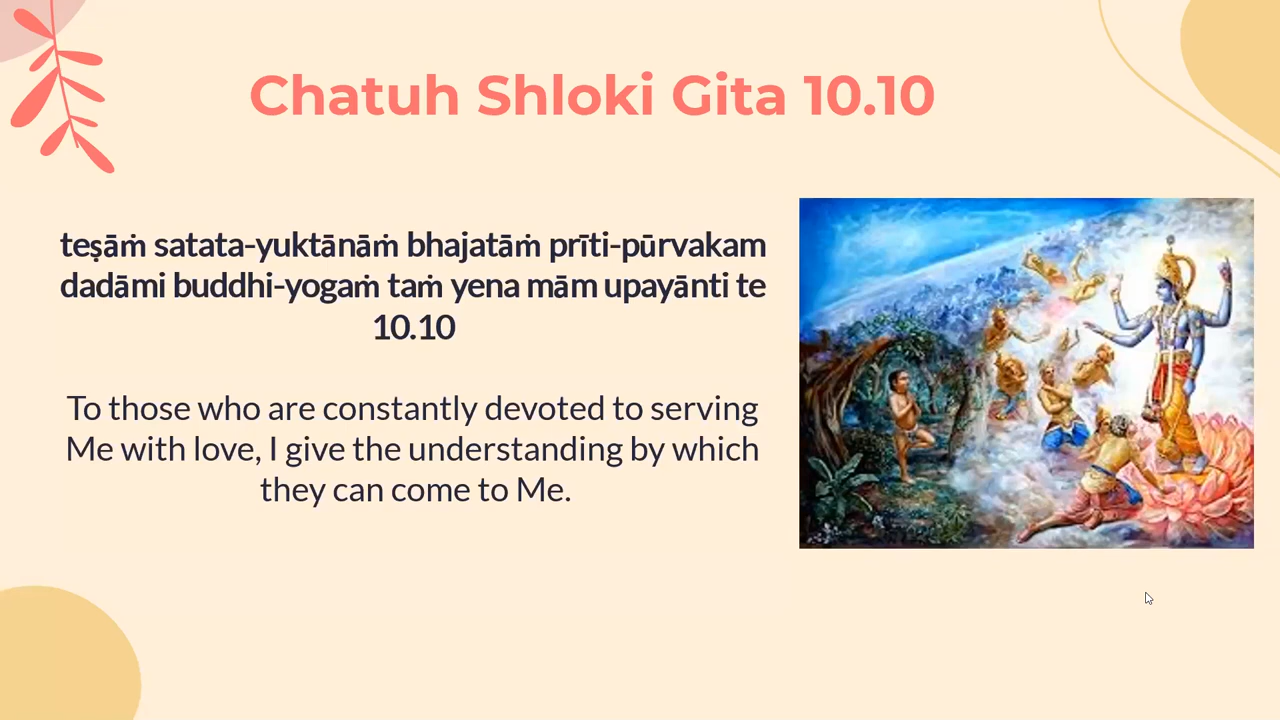 Chatuh Shloki Gita 10.10
teṣāṁ satata-yuktānāṁ bhajatāṁ prīti-pūrvakam
dadāmi buddhi-yogaṁ taṁ yena mām upayānti te
10.10
To those who are constantly devoted to serving
Me with love, I give the understanding by which
they can come to Me.